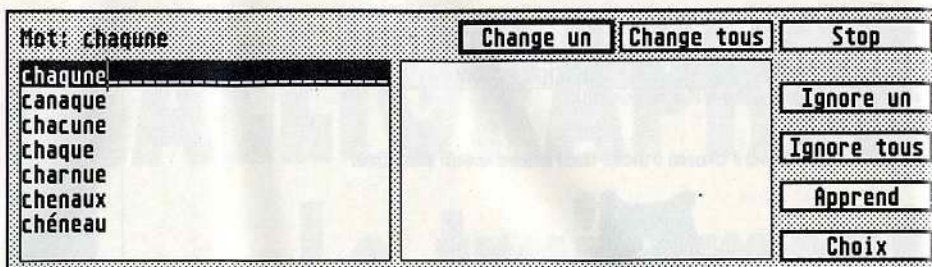 Mot: chaqune
Change un
Change tous
Stop
chaqune
canaque
chacune
chaque
charnue
chenaux
chéneau
Ignore un
Ignore tous
Apprend
Choix